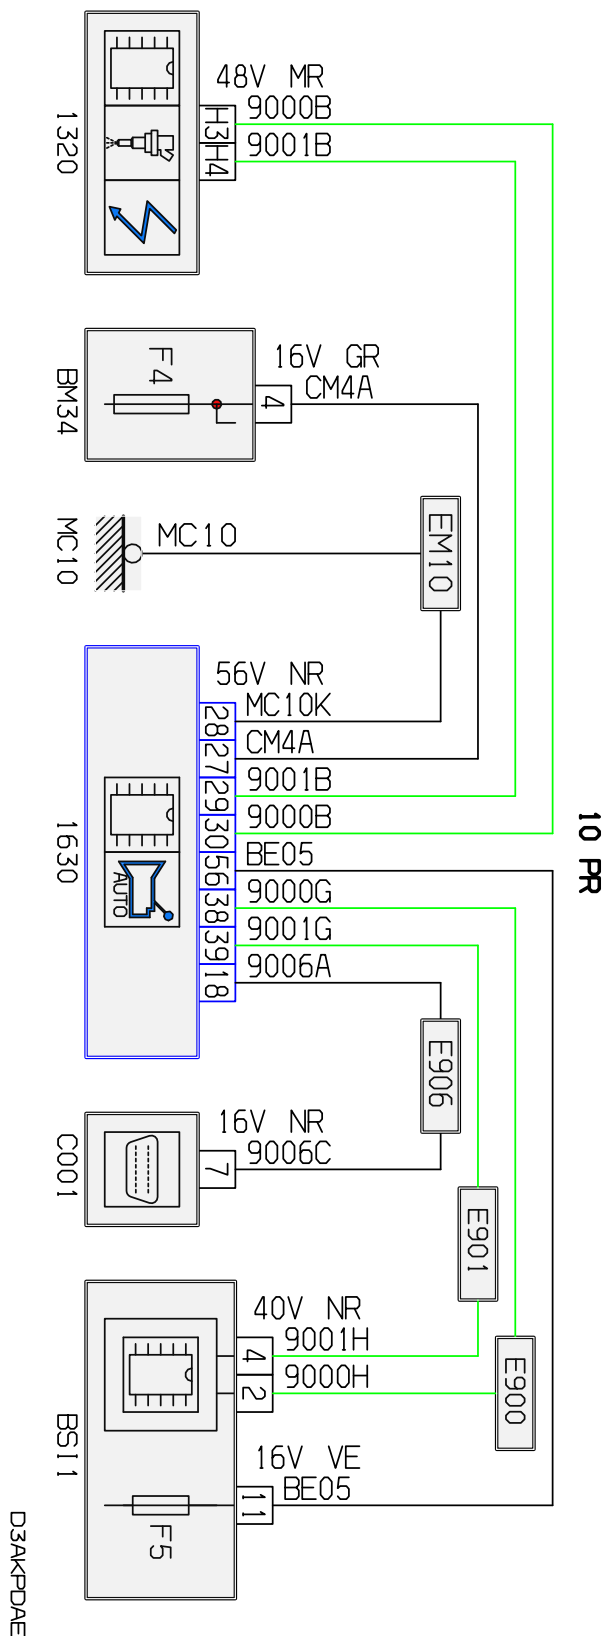 48V MR
9000B
H3
9001B
H4
1320
16V GR
F4
CM4A
4
BM34
EM10
MC10
MC10
56V NR
MC10K
28
CM4A
27
9001B
29
9000B
30
10 PR
BE05
56
1630
AUTO
9000G
38
9001G
39
9006A
18
E906
16V NR
9006C
7
C001
E901
40V NR
9001H
4
9000H
2
E900
BSI1
16V VE
BE05
11
F5
D3AKPDAE